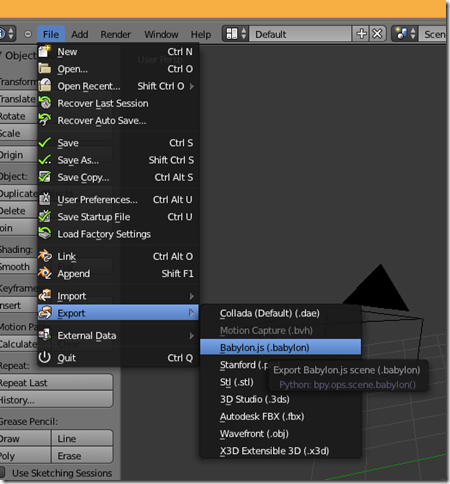 File Add Render Window Help Default Scen
User Persp
New Ctrl N
Open... Ctrl O
Open Recent... Shift Ctrl O
Recover Last Session
Recover Auto Save...
Save Ctrl S
Save As... Shift Ctrl S
Save Copy... Ctrl Alt S
User Preferences... Ctrl Alt U
Save Startup File Ctrl U
Load Factory Settings
Link Ctrl Alt O
Append Shift F1
Import
Export
External Data
Quit Ctrl Q
Collada (Default) (.dae)
Motion Capture (.bvh)
Babylon.js (.babylon)
Stanford (.p
Stl (.stl)
3D Studio (.3ds)
Autodesk FBX (.fbx)
Wavefront (.obj)
X3D Extensible 3D (.x3d)
Export Babylon.js scene (.babylon)
Python: bpy.ops.scene.babylon()
Object
Transform
Translate
Rotate
Scale
Origin
Object:
Duplicate Objects
Delete
oin
Shading:
Smooth
Keyframe
nsert
Motion Pa
Calculate
Repeat:
Repeat Last
History...
Grease Pencil:
Draw Line
Poly Erase
Use Sketching Sessions